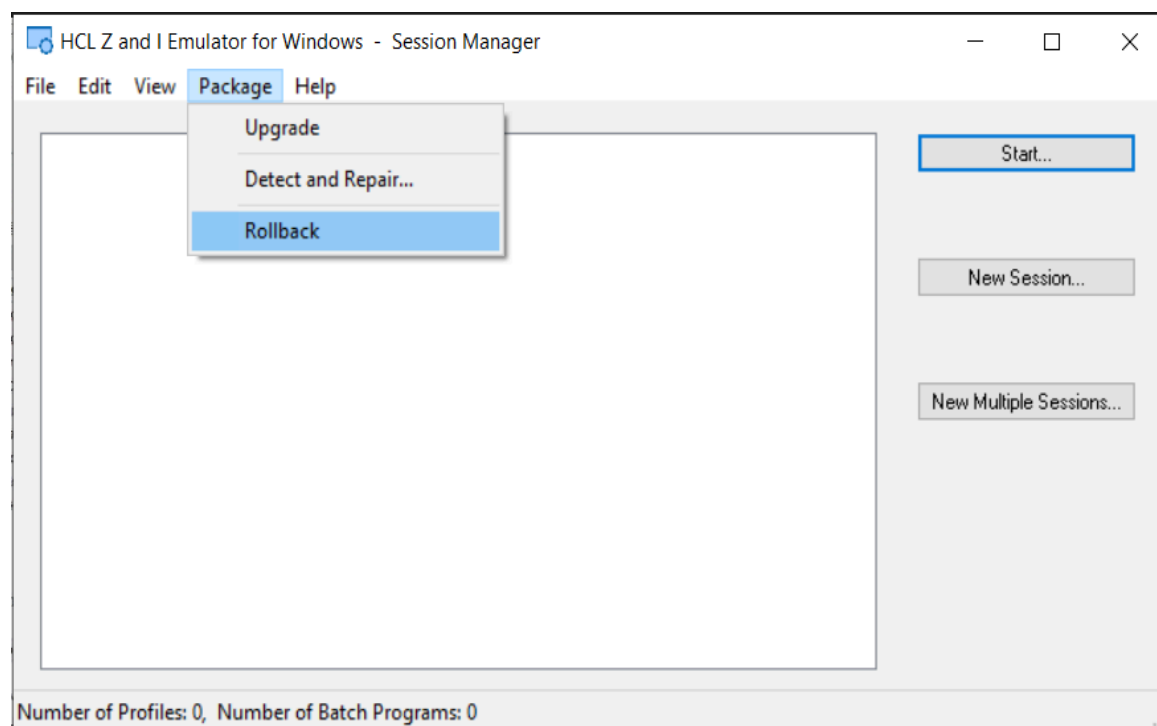 HCL Z and I Emulator for Windows - Session Manager
File Edit View Package Help
Upgrade
Detect and Repair...
Rollback
Start...
New Session...
New Multiple Sessions...
Number of Profiles: 0, Number of Batch Programs: 0